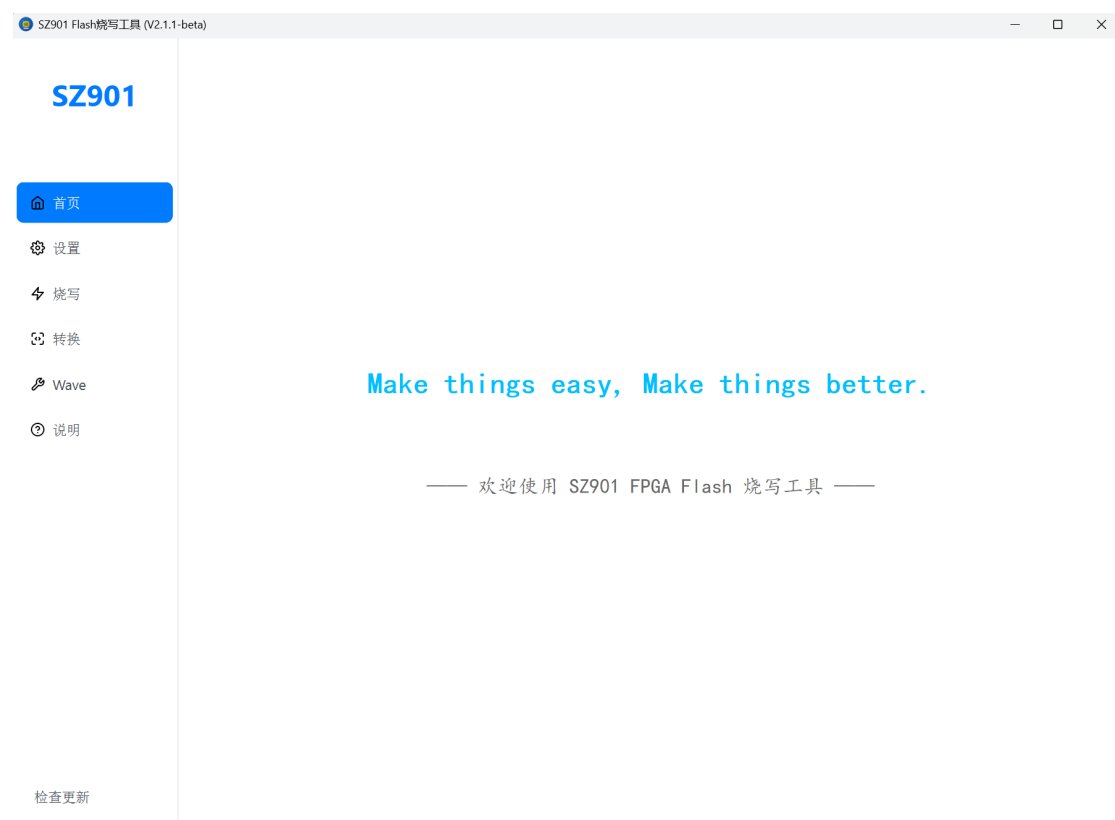 SZ901 Flash烧写工具 (V2.1.1-beta)
SZ901
首页
设置
烧写
转换
Wave
说明
Make things easy, Make things better.
—— 欢迎使用 SZ901 FPGA Flash 烧写工具 ——
检查更新